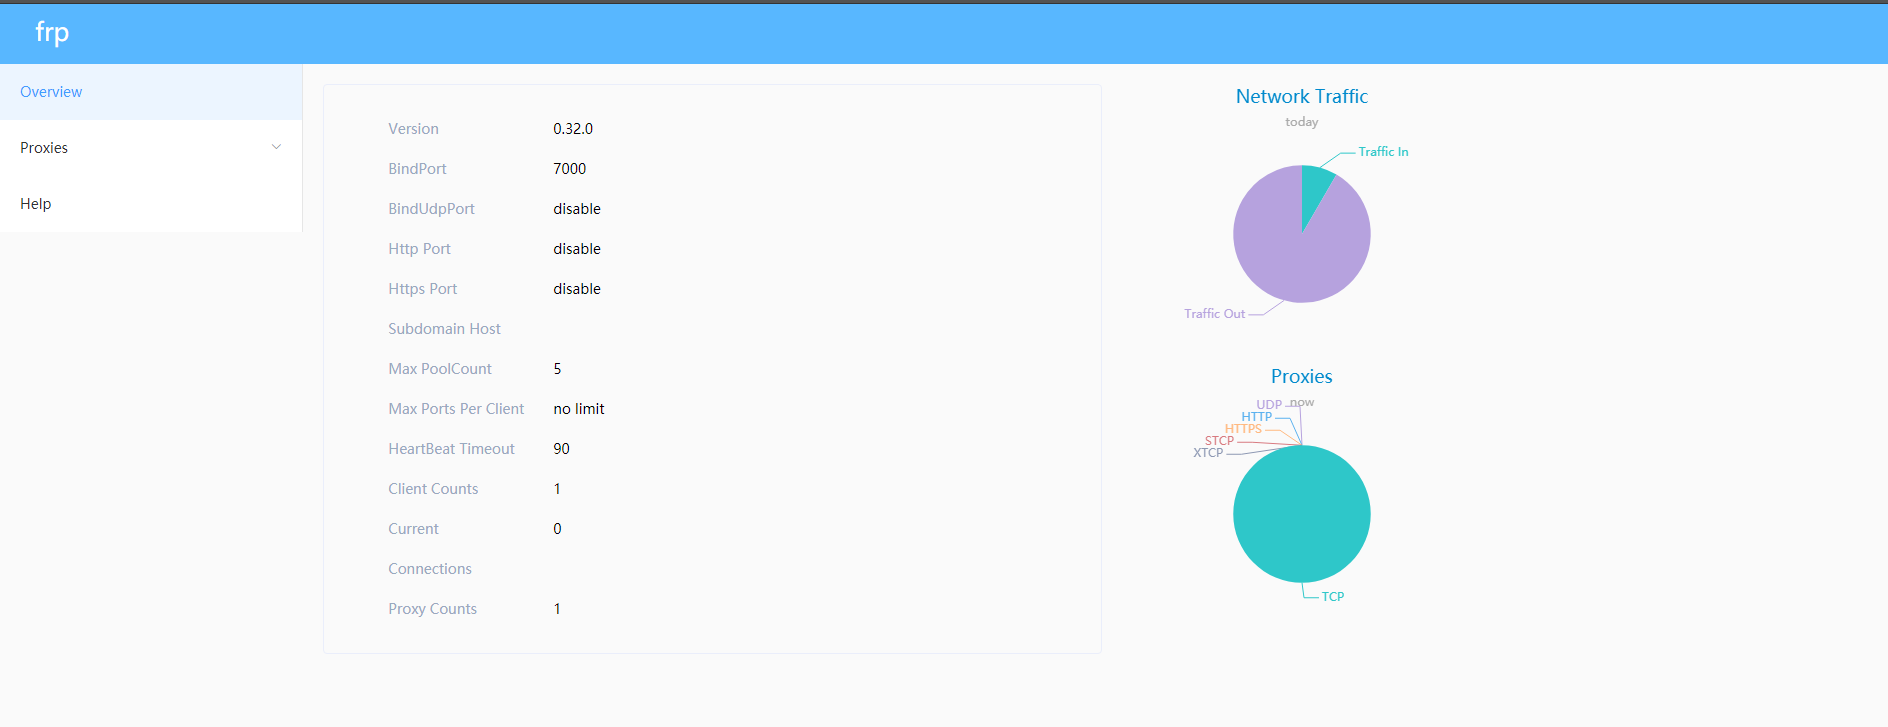 frp
Overview
Proxies
Help
Version 0.32.0
BindPort 7000
BindUdpPort disable
Http Port disable
Https Port disable
Subdomain Host
Max PoolCount 5
Max Ports Per Client no limit
HeartBeat Timeout 90
Client Counts 1
Current 0
Connections
Proxy Counts 1
Network Traffic
today
Traffic In
Traffic Out
Proxies
now
UDP
HTTP
HTTPS
STCP
XTCP
TCP